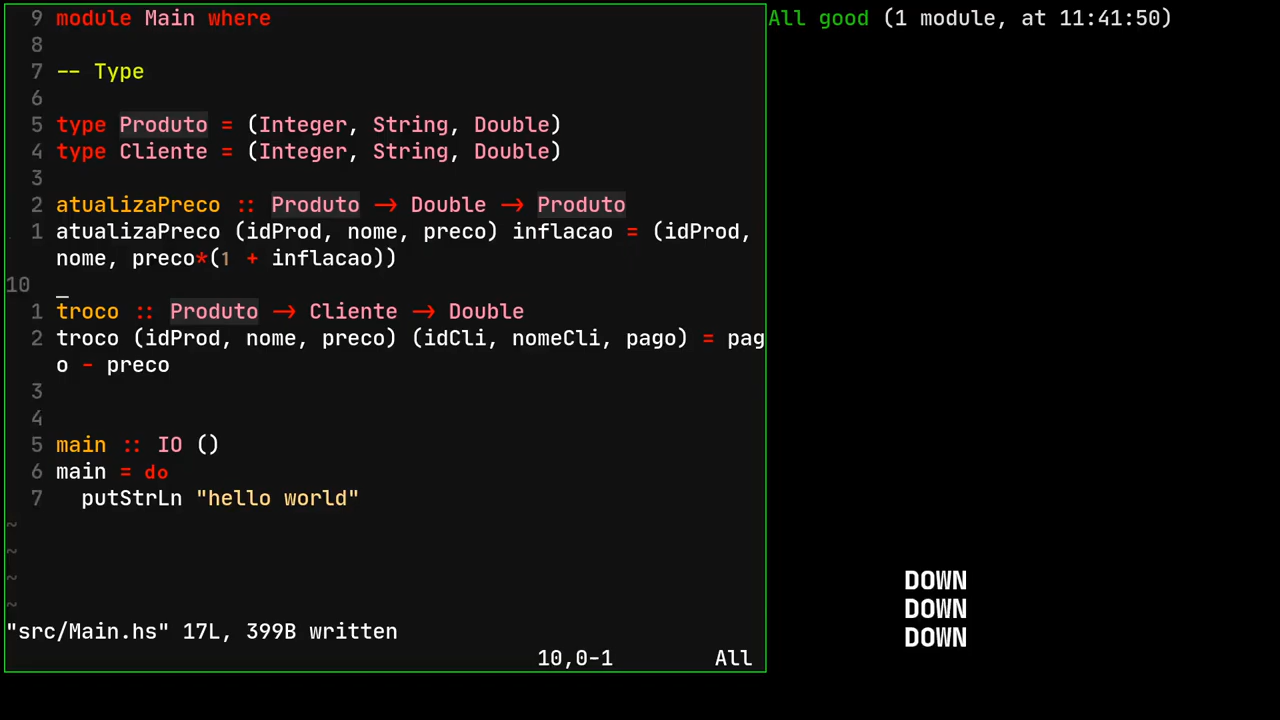 9 module Main where
8
7 -- Type
6
5 type Produto = (Integer, String, Double)
4 type Cliente = (Integer, String, Double)
3
2 atualizaPreco :: Produto -> Double -> Produto
1 atualizaPreco (idProd, nome, preco) inflacao = (idProd,
nome, preco*(1 + inflacao))
10
1 troco :: Produto -> Cliente -> Double
2 troco (idProd, nome, preco) (idCli, nomeCli, pago) = pag
o - preco
3
4
5 main :: IO ()
6 main = do
7 putStrLn "hello world"
~
~
~
~
"src/Main.hs" 17L, 399B written
10,0-1 All
All good (1 module, at 11:41:50)
DOWN
DOWN
DOWN